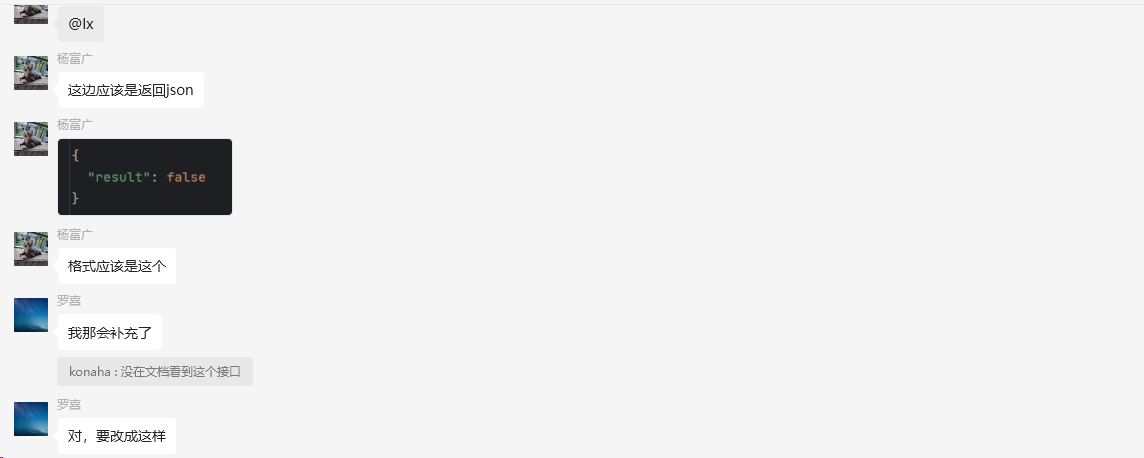 @lx
杨富广
这边应该是返回json
杨富广
{
"result": false
}
杨富广
格式应该是这个
罗嘉
我那会补充了
konaha : 没在文档看到这个接口
罗嘉
对，要改成这样